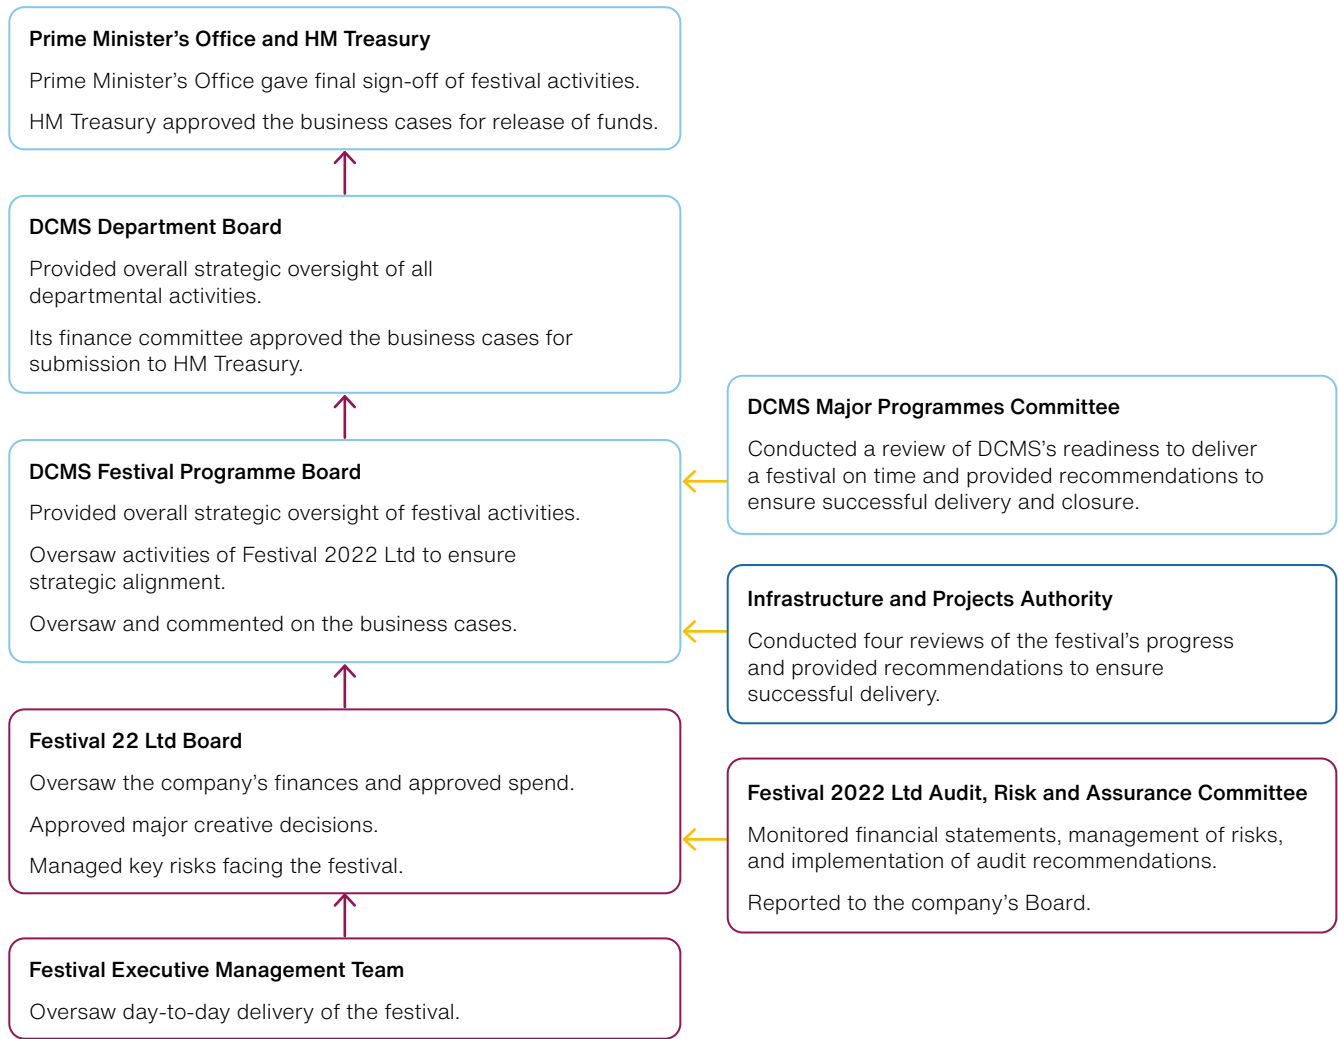 Prime Minister’s Office and HM Treasury
Prime Minister’s Office gave final sign-off of festival activities.
HM Treasury approved the business cases for release of funds.
DCMS Department Board
Provided overall strategic oversight of all
departmental activities.
Its finance committee approved the business cases for
submission to HM Treasury.
DCMS Festival Programme Board
Provided overall strategic oversight of festival activities.
Oversaw activities of Festival 2022 Ltd to ensure
strategic alignment.
Oversaw and commented on the business cases.
DCMS Major Programmes Committee
Conducted a review of DCMS’s readiness to deliver
a festival on time and provided recommendations to
ensure successful delivery and closure.
Infrastructure and Projects Authority
Conducted four reviews of the festival’s progress
and provided recommendations to ensure
successful delivery.
Festival 22 Ltd Board
Oversaw the company’s finances and approved spend.
Approved major creative decisions.
Managed key risks facing the festival.
Festival 2022 Ltd Audit, Risk and Assurance Committee
Monitored financial statements, management of risks,
and implementation of audit recommendations.
Reported to the company’s Board.
Festival Executive Management Team
Oversaw day-to-day delivery of the festival.